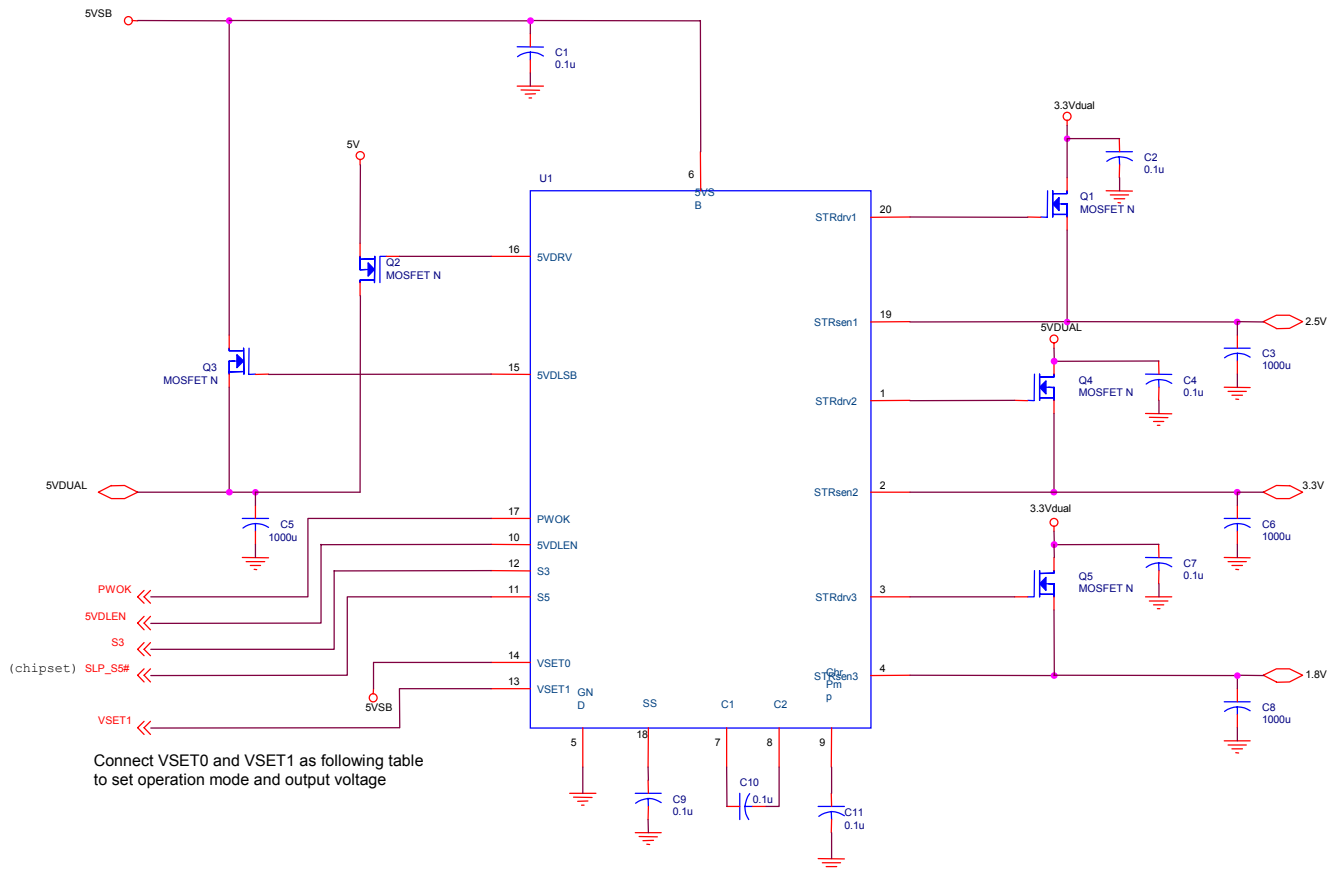 5VSB
C1
0.1u
3.3Vdual
C2
0.1u
5V
6
5VS
B
U1
Q1
MOSFET N
STRdrv1
20
16
5VDRV
Q2
MOSFET N
STRsen1
19
2.5V
5VDUAL
C3
1000u
Q3
MOSFET N
15
5VDLSB
Q4
MOSFET N
C4
0.1u
STRdrv2
1
5VDUAL
STRsen2
2
3.3V
3.3Vdual
C5
1000u
17
PWOK
C6
1000u
10
5VDLEN
12
S3
C7
0.1u
Q5
MOSFET N
11
S5
STRdrv3
3
PWOK
5VDLEN
S3
(chipset) SLP_S5#
14
VSET0
STRsen3
4
1.8V
Chr
Pm
p
13
VSET1
GN
D
5VSB
SS
C1
C2
C8
1000u
VSET1
5
18
7
8
9
Connect VSET0 and VSET1 as following table
to set operation mode and output voltage
C9
0.1u
C10
0.1u
C11
0.1u